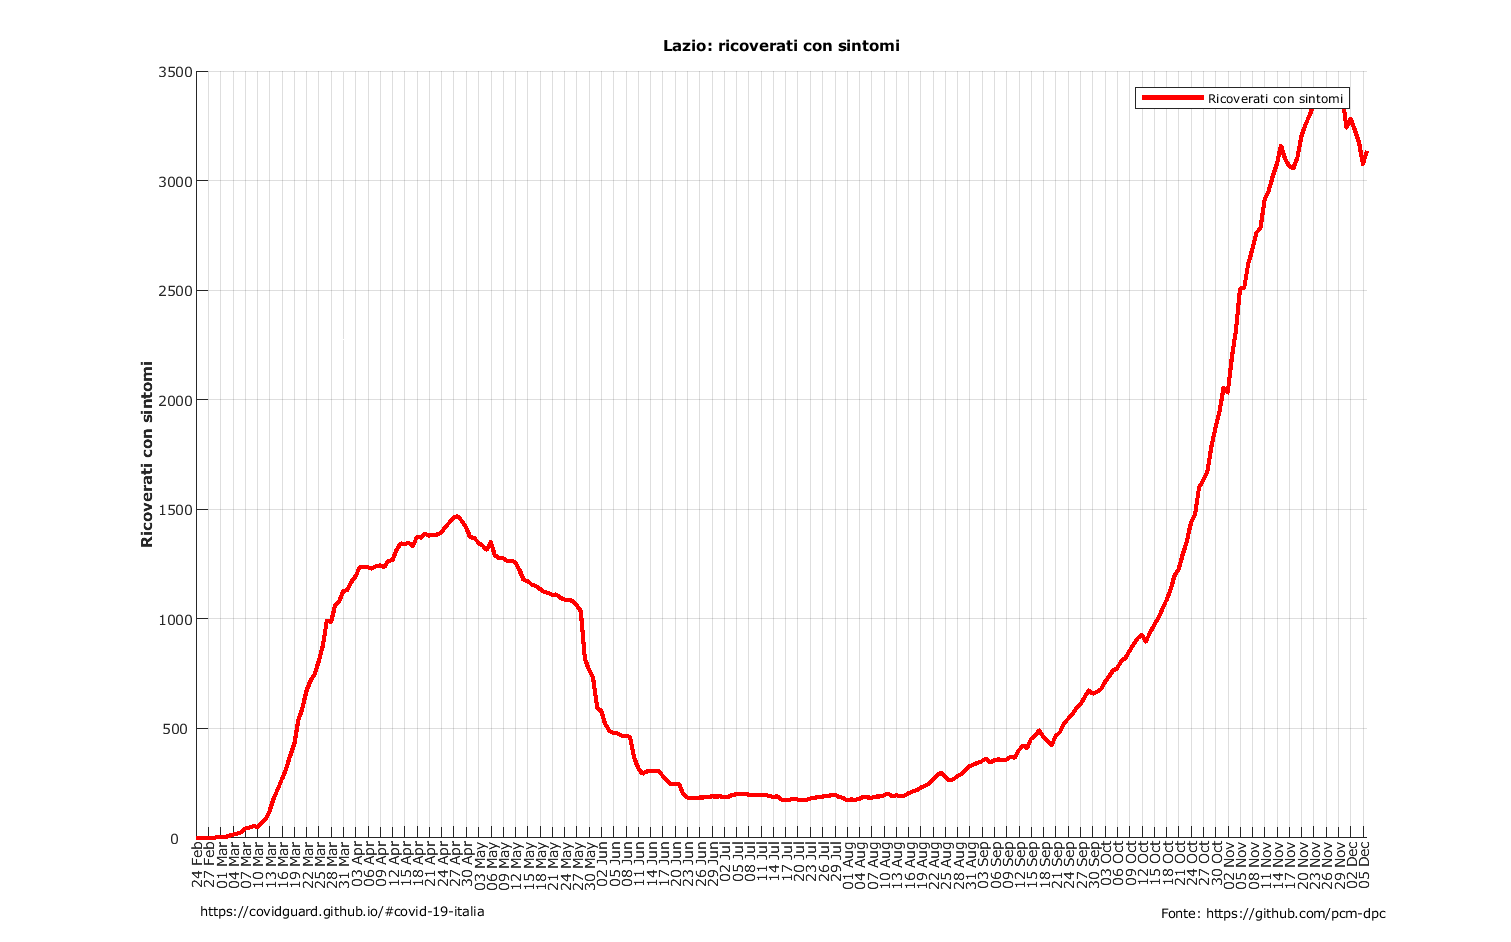 Lazio: ricoverati con sintomi
Ricoverati con sintomi
3500
3000
2500
2000
1500
1000
500
0
Ricoverati con sintomi
24 Feb
27 Feb
01 Mar
04 Mar
07 Mar
10 Mar
13 Mar
16 Mar
19 Mar
22 Mar
25 Mar
28 Mar
31 Mar
03 Apr
06 Apr
09 Apr
12 Apr
15 Apr
18 Apr
21 Apr
24 Apr
27 Apr
30 Apr
03 May
06 May
09 May
12 May
15 May
18 May
21 May
24 May
27 May
30 May
02 Jun
05 Jun
08 Jun
11 Jun
14 Jun
17 Jun
20 Jun
23 Jun
26 Jun
29 Jun
02 Jul
05 Jul
08 Jul
11 Jul
14 Jul
17 Jul
20 Jul
23 Jul
26 Jul
29 Jul
01 Aug
04 Aug
07 Aug
10 Aug
13 Aug
16 Aug
19 Aug
22 Aug
25 Aug
28 Aug
31 Aug
03 Sep
06 Sep
09 Sep
12 Sep
15 Sep
18 Sep
21 Sep
24 Sep
27 Sep
30 Sep
03 Oct
06 Oct
09 Oct
12 Oct
15 Oct
18 Oct
21 Oct
24 Oct
27 Oct
30 Oct
02 Nov
05 Nov
08 Nov
11 Nov
14 Nov
17 Nov
20 Nov
23 Nov
26 Nov
29 Nov
02 Dec
05 Dec
https://covidguard.github.io/#covid-19-italia
Fonte: https://github.com/pcm-dpc